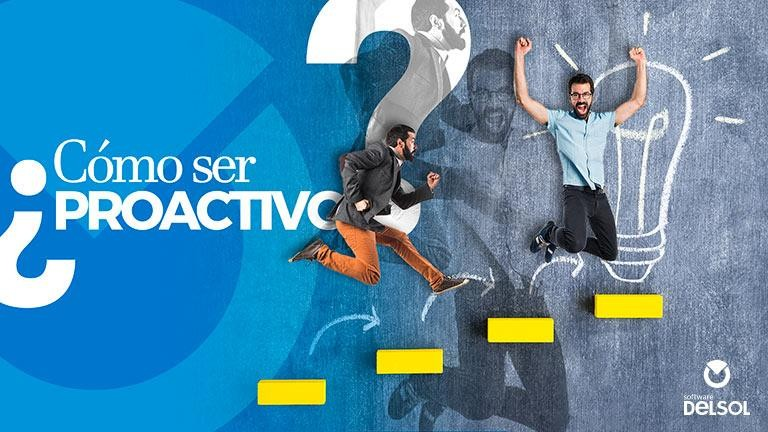 ¿Cómo ser
PROACTIVO?
software
DELSOL